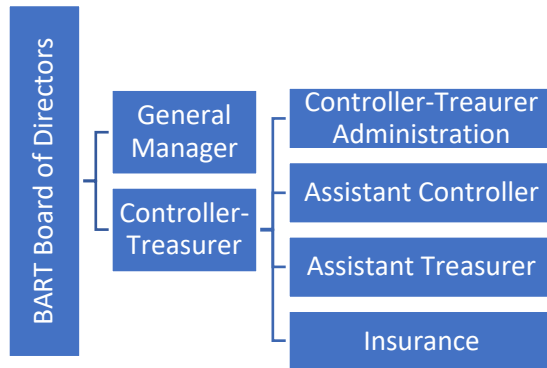 BART Board of Directors
General
Manager
Controller-
Treasurer
Controller-Treaurer
Administration
Assistant Controller
Assistant Treasurer
Insurance